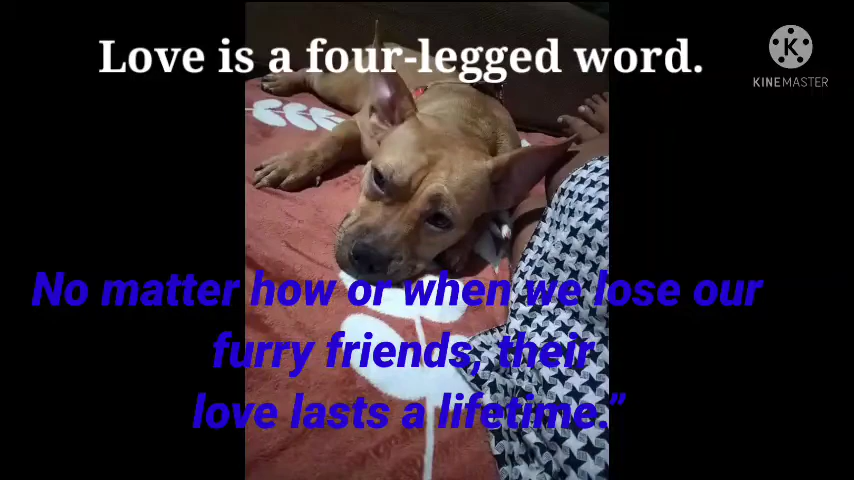 Love is a four-legged word.
K
KINEMASTER
No matter how or when we lose our
furry friends, their
love lasts a lifetime.”